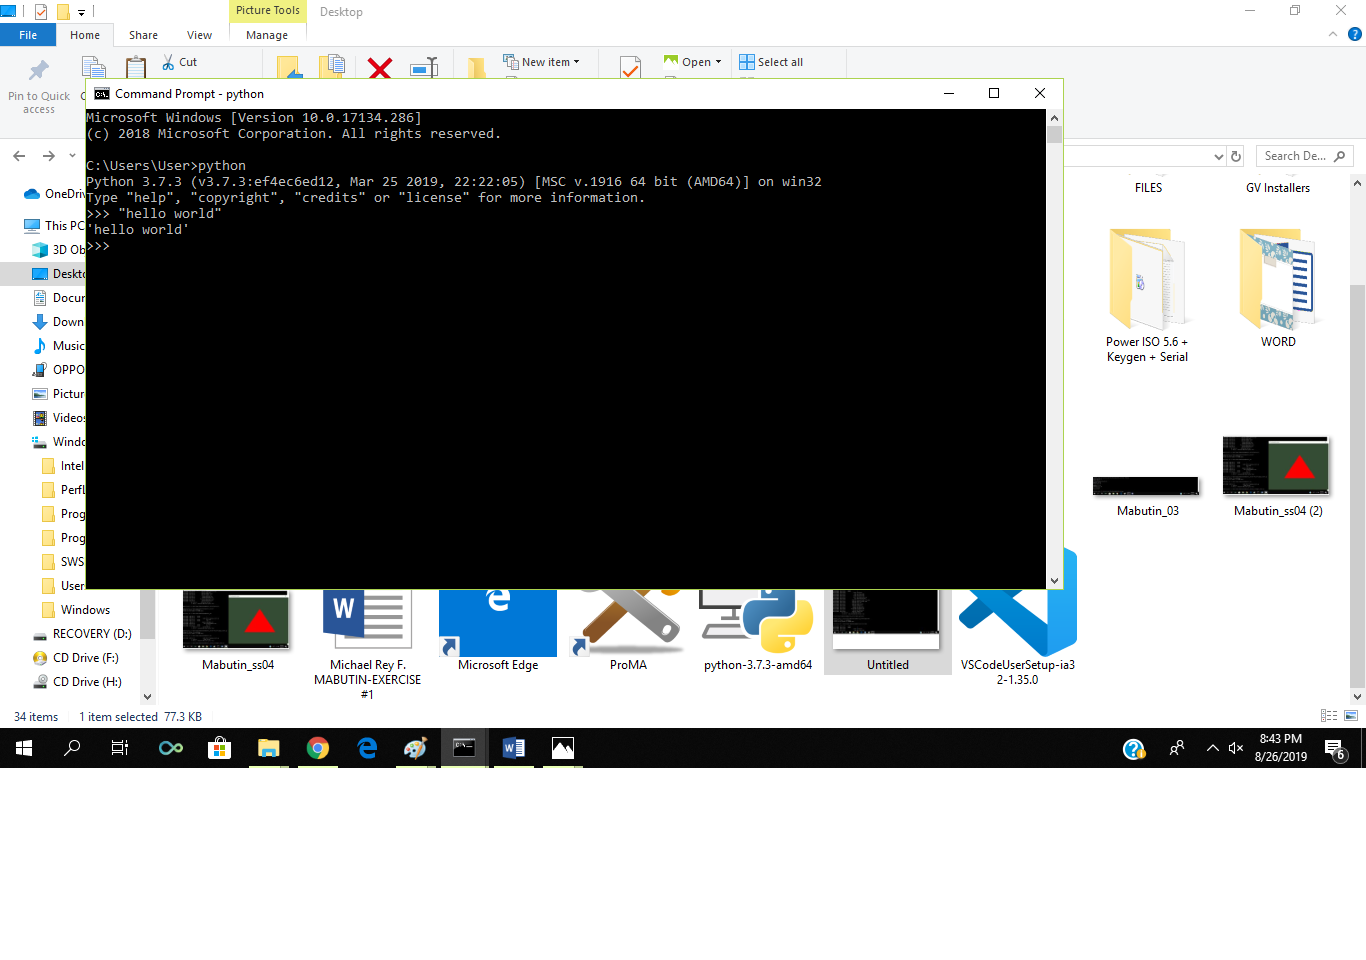 Picture Tools
Desktop
File
Home
Share
View
Manage
Pin to Quick
access
Cut
New item
Open
Select all
Command Prompt - python
Microsoft Windows [Version 10.0.17134.286]
(c) 2018 Microsoft Corporation. All rights reserved.
C:\Users\User>python
Python 3.7.3 (v3.7.3:ef4ec6ed12, Mar 25 2019, 22:22:05) [MSC v.1916 64 bit (AMD64)] on win32
Type "help", "copyright", "credits" or "license" for more information.
>>> "hello world"
'hello world'
>>>
Search De...
OneDriv
This PC
3D Ob
Deskto
Docur
Down
Music
OPPO
Pictur
Videos
Windo
Intel
PerfL
Prog
Prog
SWS
User
Windows
RECOVERY (D:)
CD Drive (F:)
CD Drive (H:)
FILES
GV Installers
Power ISO 5.6 +
Keygen + Serial
WORD
Mabutin_03
Mabutin_ss04 (2)
Mabutin_ss04
Michael Rey F.
MABUTIN-EXERCISE
#1
Microsoft Edge
ProMA
python-3.7.3-amd64
Untitled
VSCodeUserSetup-ia3
2-1.35.0
34 items
1 item selected 77.3 KB
8:43 PM
8/26/2019
6